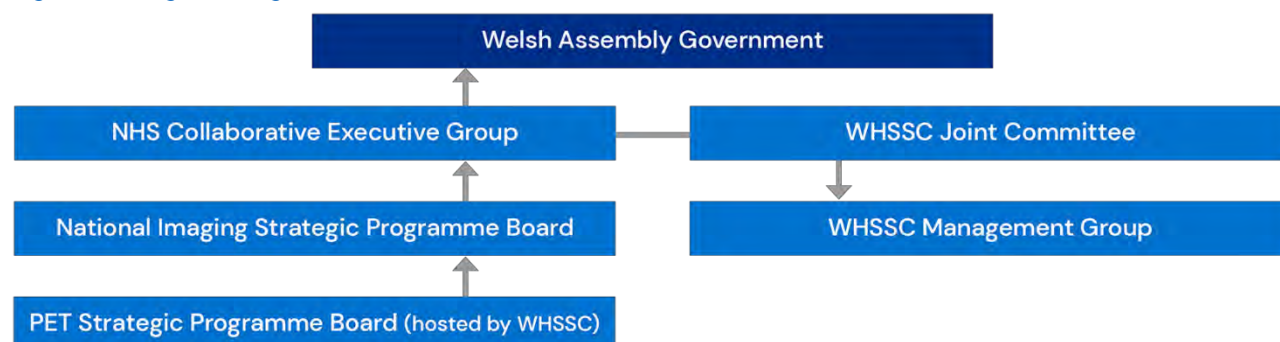 Welsh Assembly Government
NHS Collaborative Executive Group
WHSSC Joint Committee
National Imaging Strategic Programme Board
WHSSC Management Group
PET Strategic Programme Board (hosted by WHSSC)